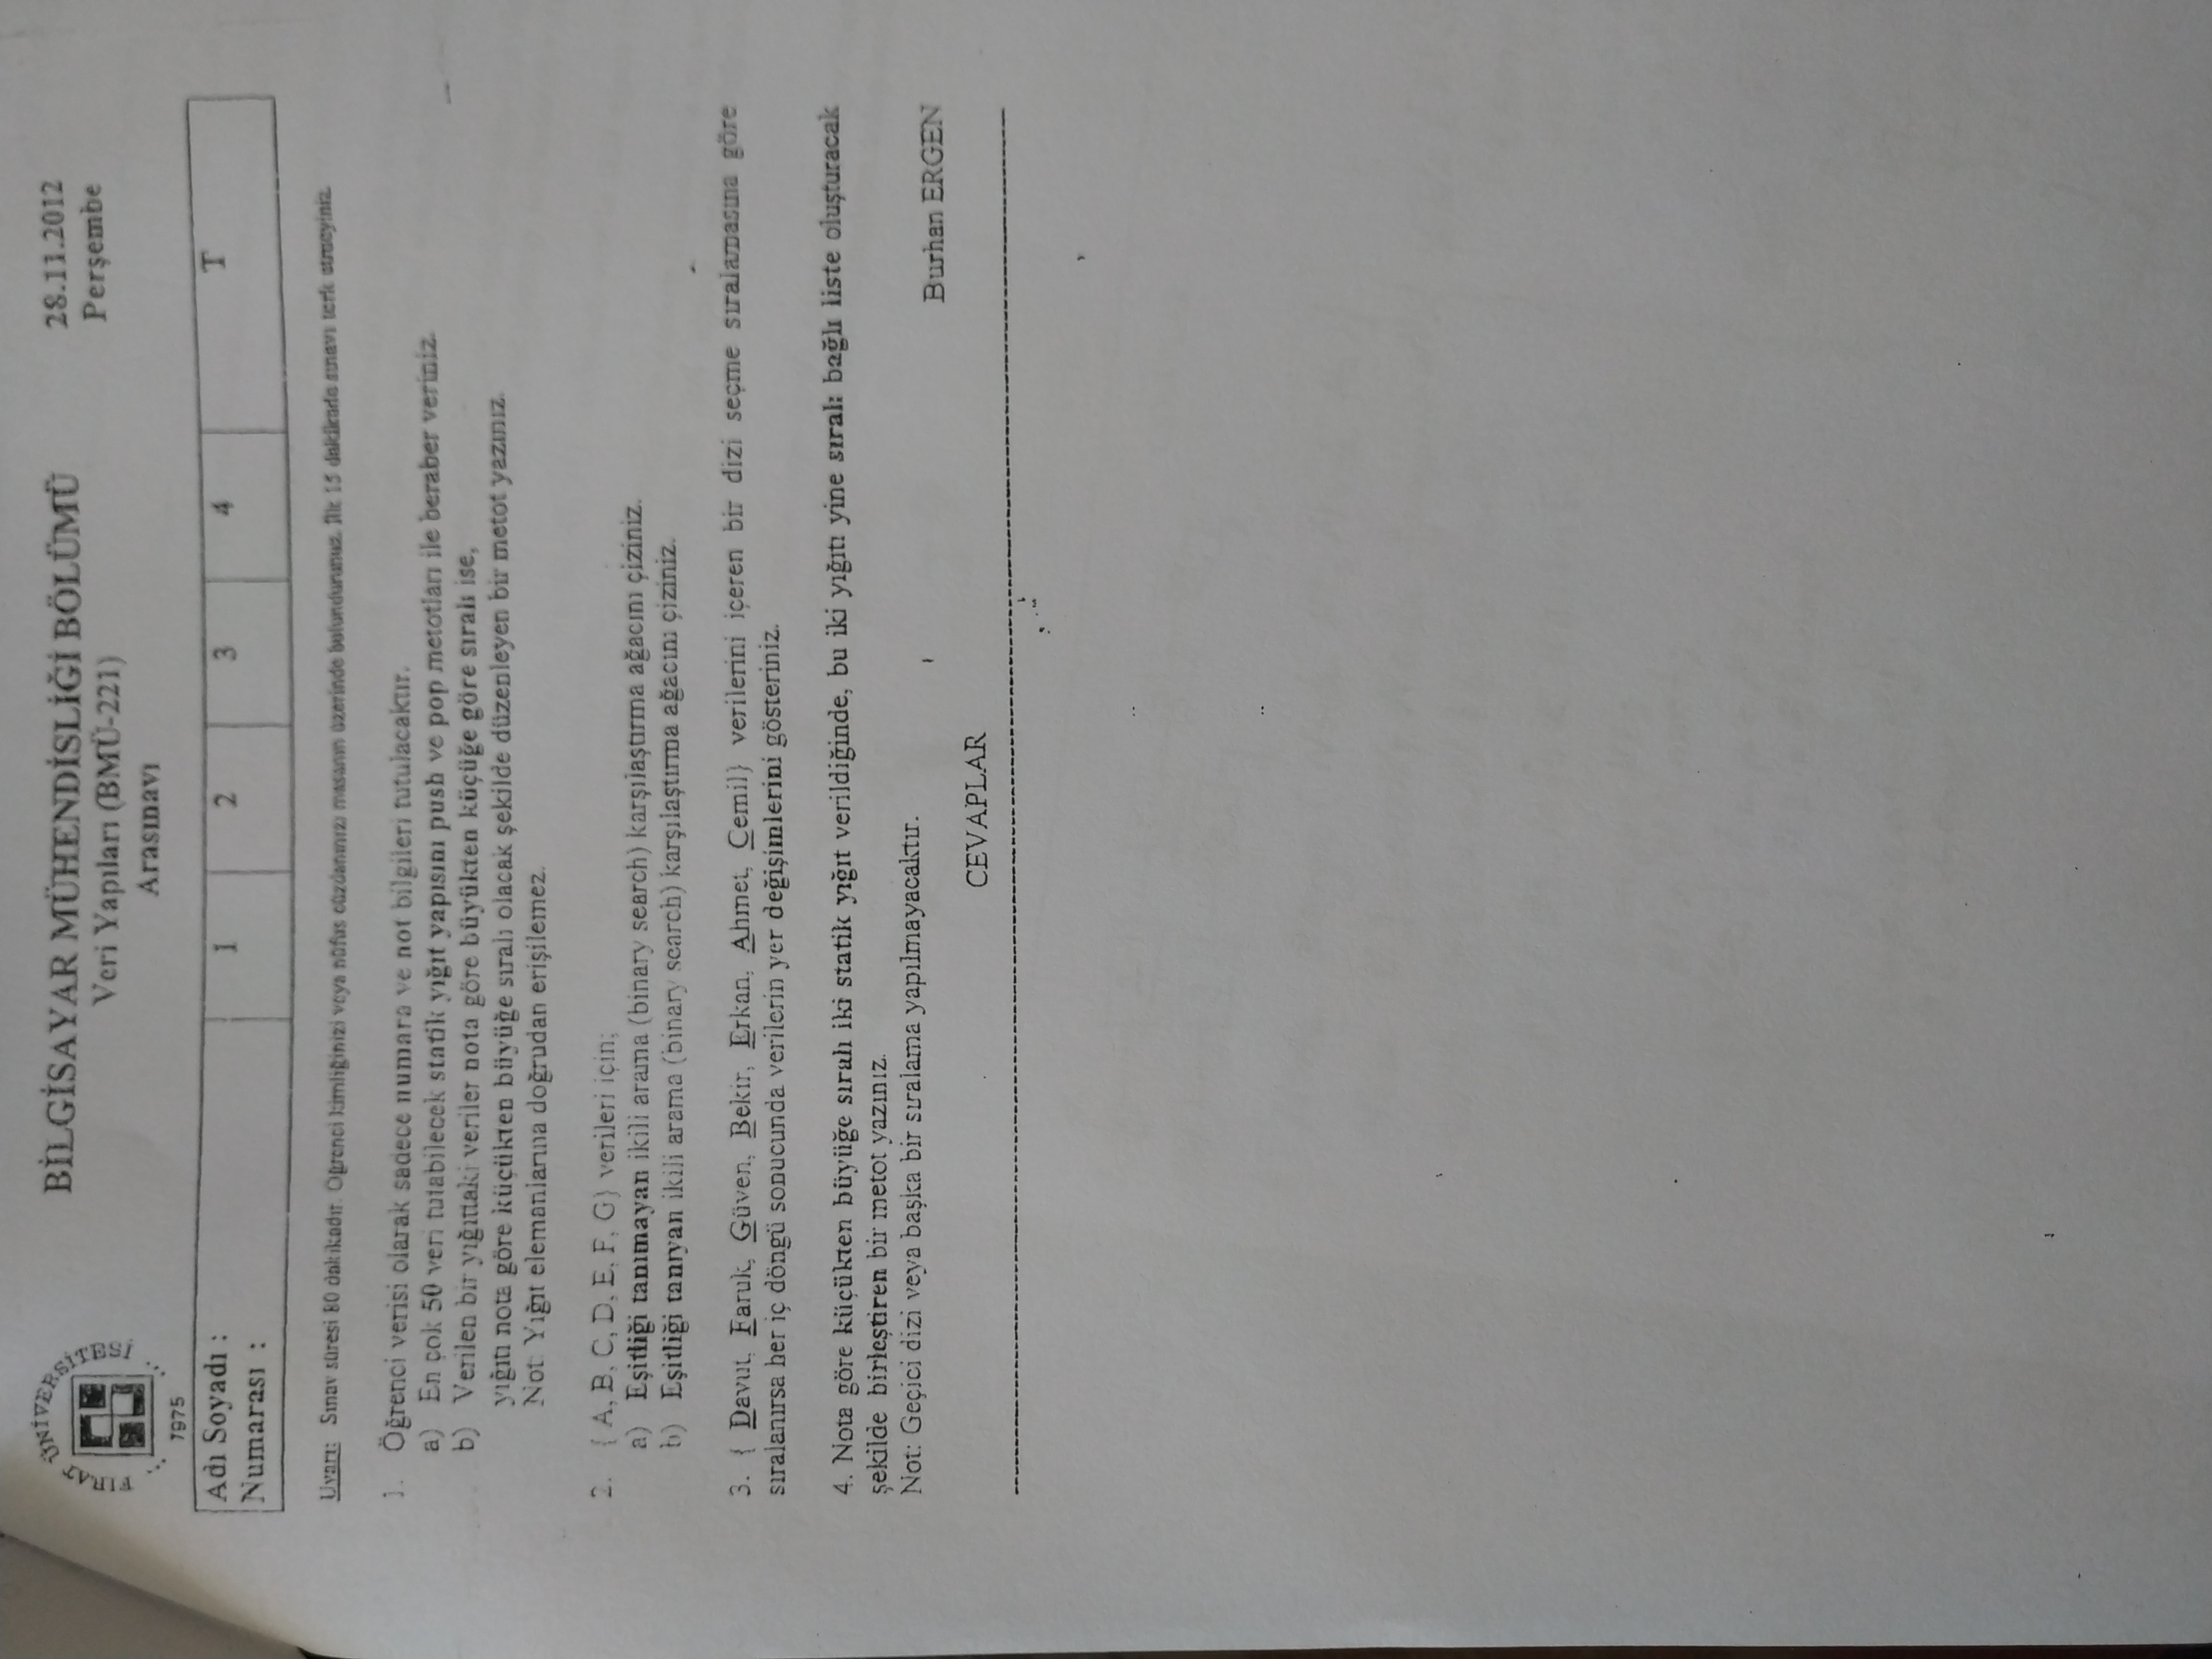 FIRAT ÜNİVERSİTESİ
1975
BİLGİSAYAR MÜHENDİSLİĞİ BÖLÜMÜ
Veri Yapıları (BMÜ-221)
Arasınavı
28.11.2012
Perşembe
Adı Soyadı :
Numarası :
1 2 3 4 T
Uyarı: Sınav süresi 80 dakikadır. Öğrenci kimliğinizi veya nüfus cüzdanınızı masanın üzerinde bulundurunuz. İlk 15 dakikada sınavı terk etmeyiniz.
1. Öğrenci verisi olarak sadece numara ve not bilgileri tutulacaktır.
a) En çok 50 veri tutabilecek statik yığıt yapısını push ve pop metotları ile beraber veriniz.
b) Verilen bir yığıttaki veriler nota göre büyükten küçüğe göre sıralı ise,
yığıtı nota göre küçükten büyüğe sıralı olacak şekilde düzenleyen bir metot yazınız.
Not: Yığıt elemanlarına doğrudan erişilemez.
2. { A, B, C, D, E, F, G} verileri için;
a) Eşitliği tanımayan ikili arama (binary search) karşılaştırma ağacını çiziniz.
b) Eşitliği tanıyan ikili arama (binary search) karşılaştırma ağacını çiziniz.
3. { Davut, Faruk, Güven, Bekir, Erkan, Ahmet, Cemil} verilerini içeren bir dizi seçme sıralamasına göre
sıralanırsa her iç döngü sonucunda verilerin yer değişimlerini gösteriniz.
4. Nota göre küçükten büyüğe sıralı iki statik yığıt verildiğinde, bu iki yığıtı yine sıralı bağlı liste oluşturacak
şekilde birleştiren bir metot yazınız.
Not: Geçici dizi veya başka bir sıralama yapılmayacaktır.
Burhan ERGEN
CEVAPLAR